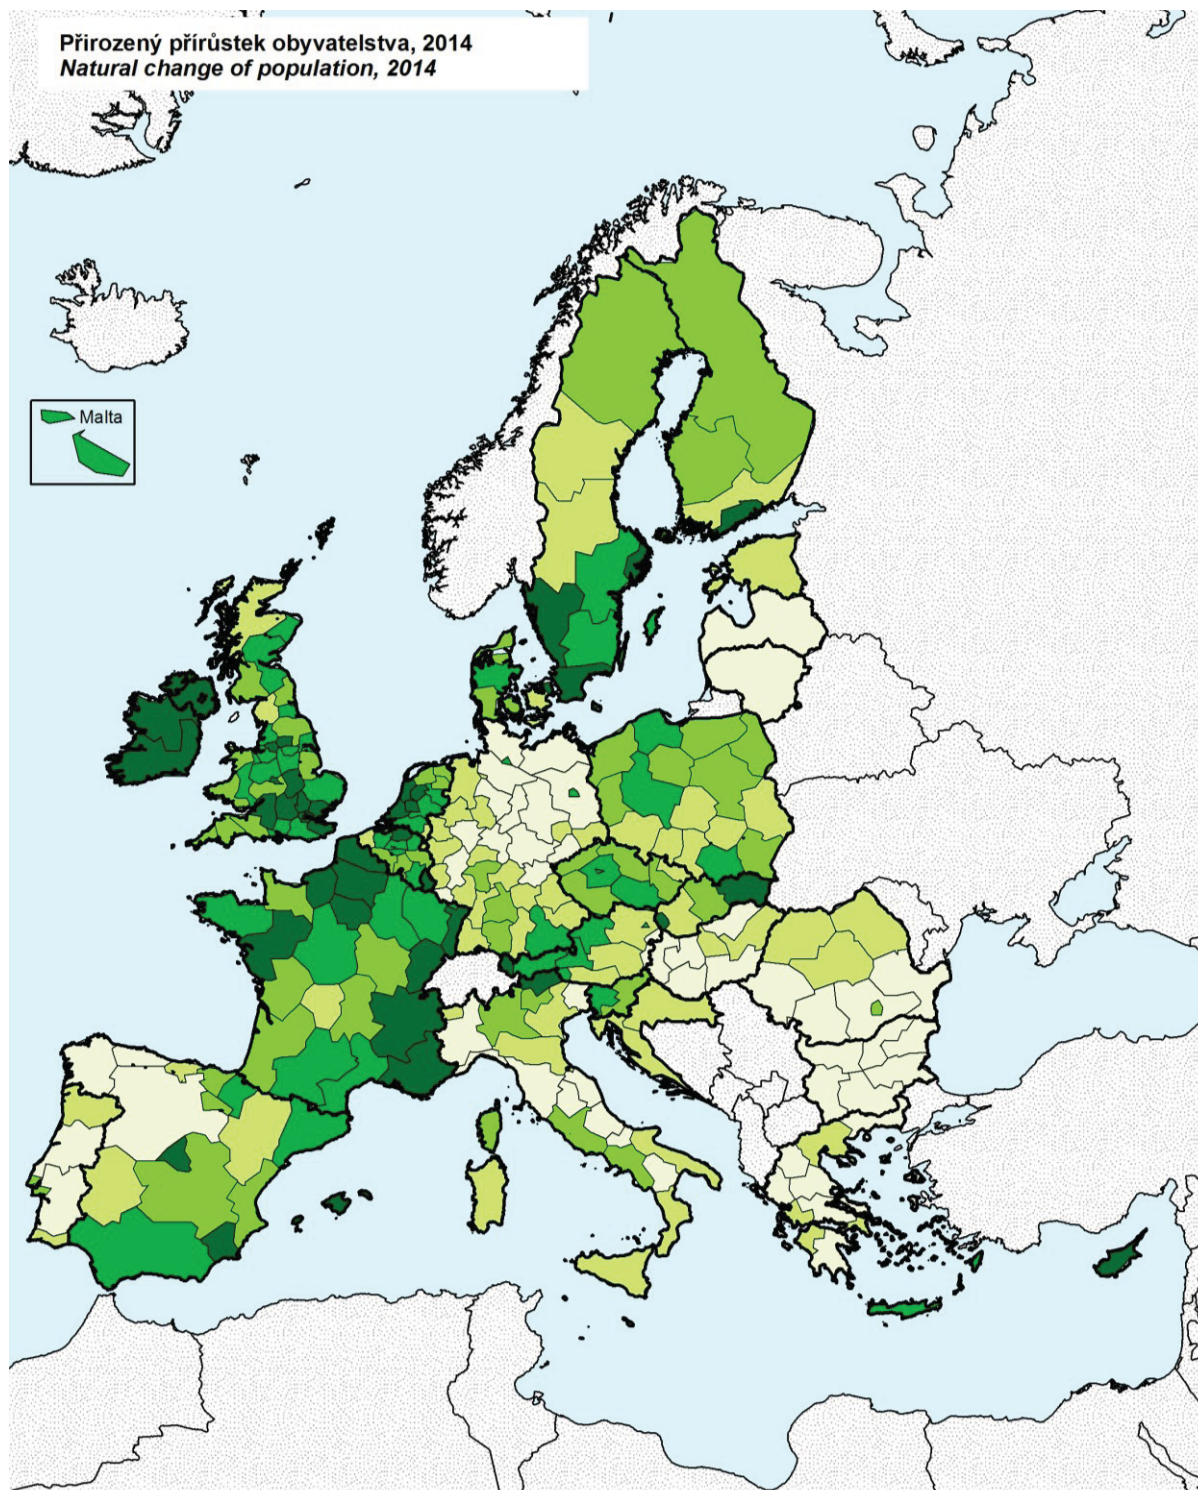 Přirozený přírůstek obyvatelstva, 2014
Natural change of population, 2014
Malta